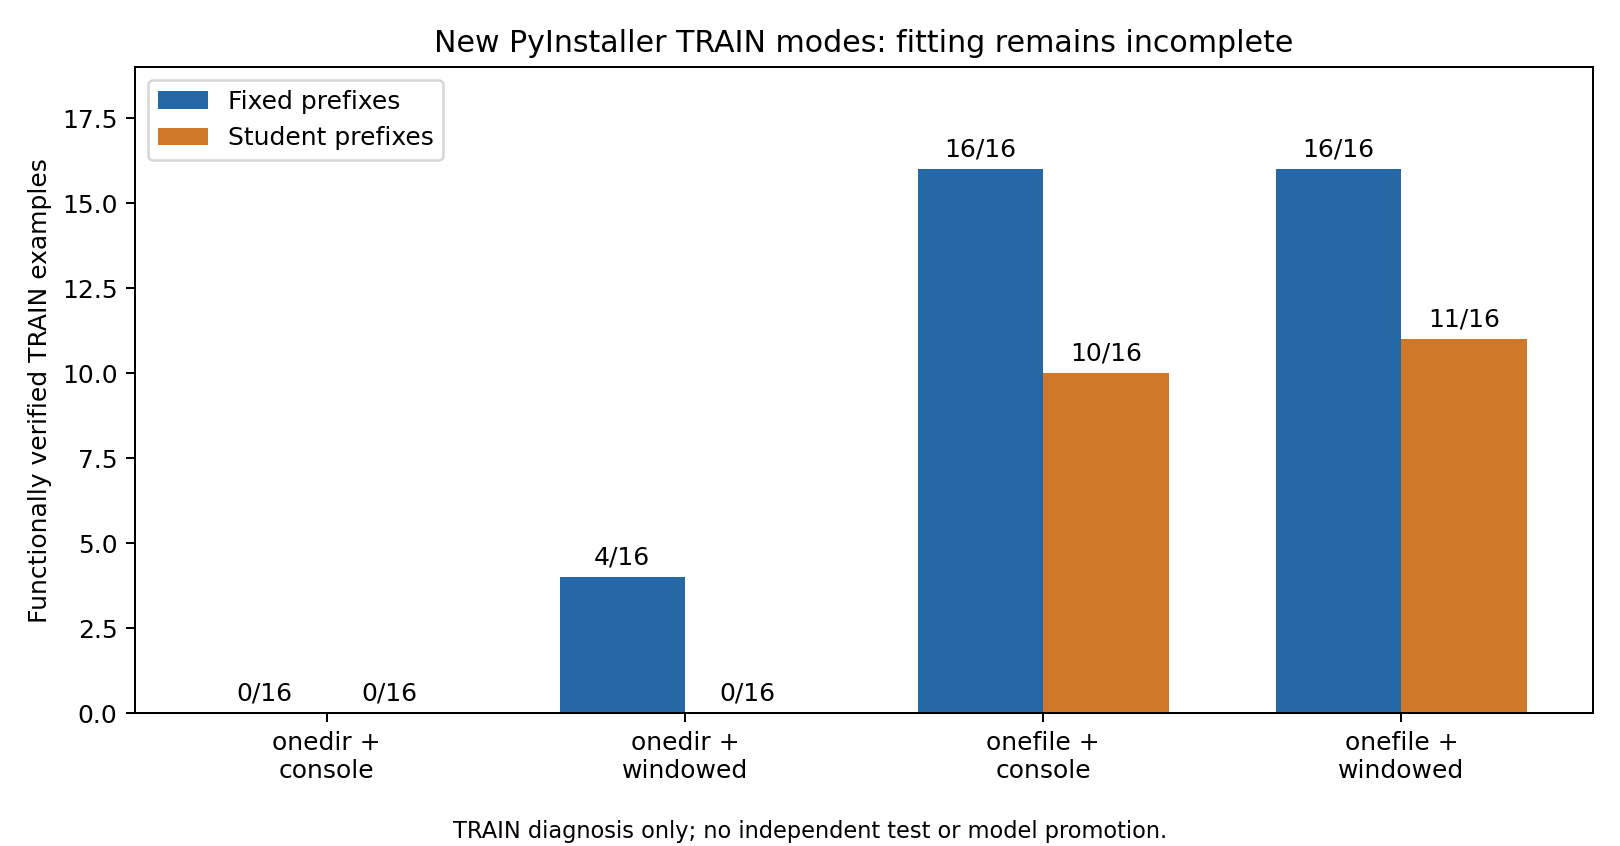 New PyInstaller TRAIN modes: fitting remains incomplete
Fixed prefixes
Student prefixes
Functionally verified TRAIN examples
17.5
15.0
12.5
10.0
7.5
5.0
2.5
0.0
0/16
0/16
4/16
0/16
16/16
10/16
16/16
11/16
onedir +
console
onedir +
windowed
onefile +
console
onefile +
windowed
TRAIN diagnosis only; no independent test or model promotion.